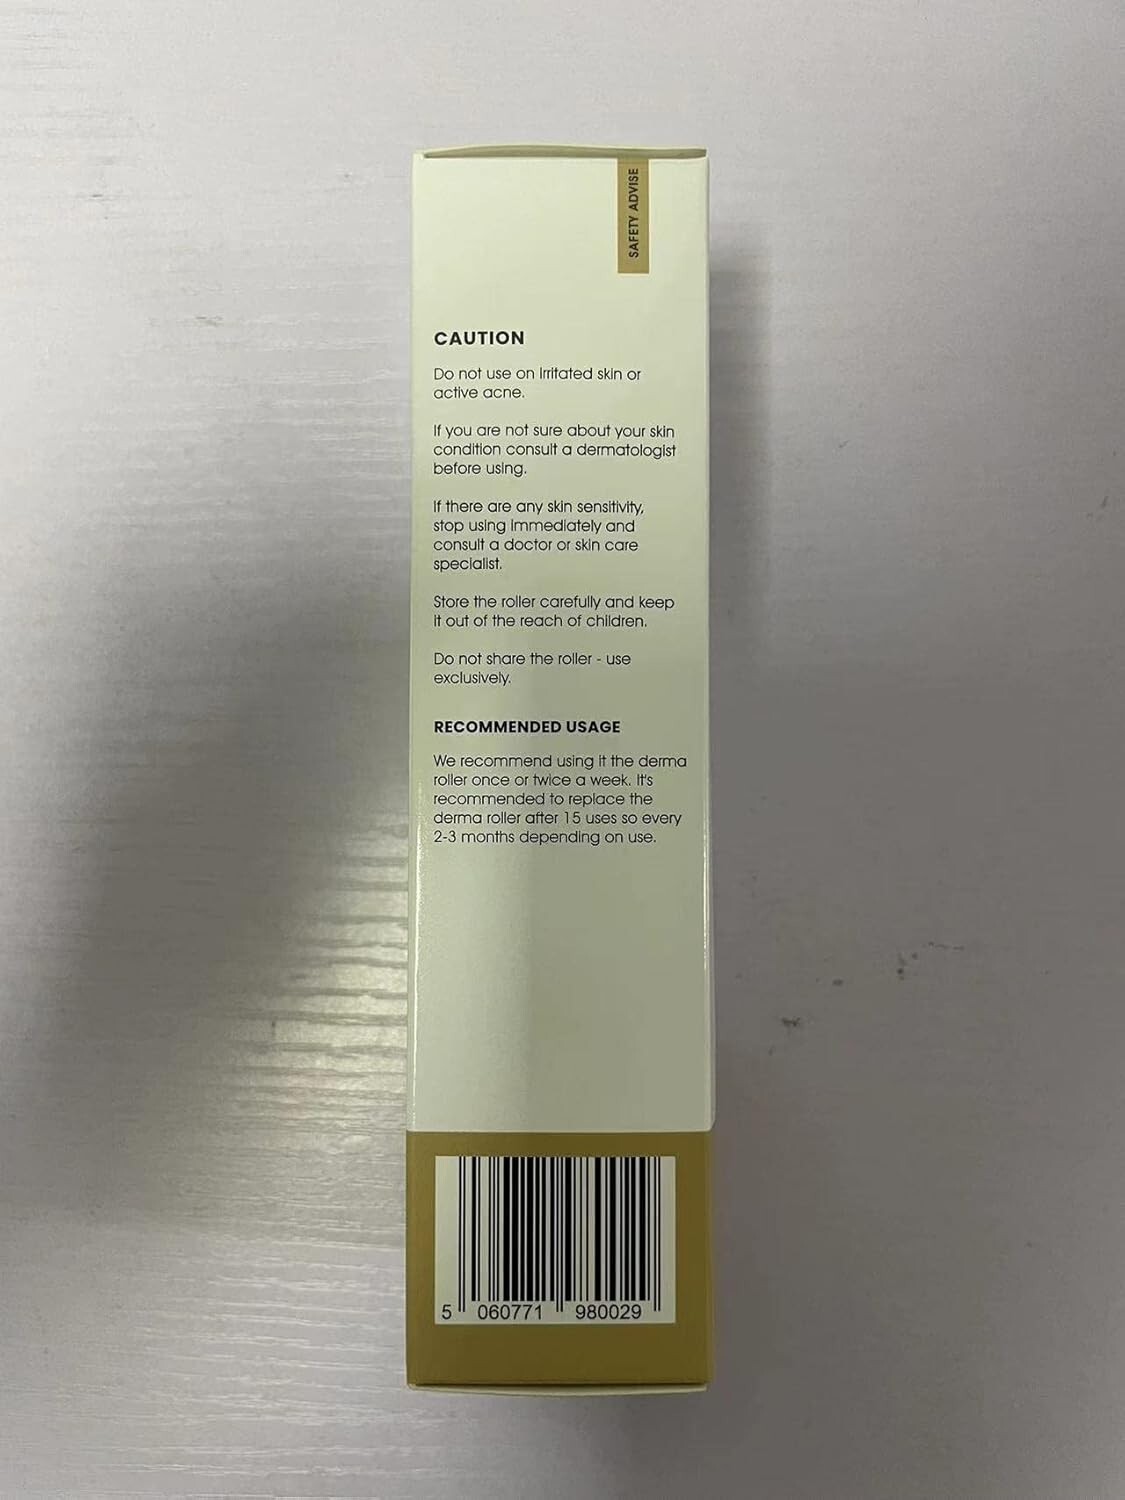 SAFETY ADVISE
CAUTION
Do not use on irritated skin or
active acne.
If you are not sure about your skin
condition consult a dermatologist
before using.
If there are any skin sensitivity,
stop using immediately and
consult a doctor or skin care
specialist.
Store the roller carefully and keep
it out of the reach of children.
Do not share the roller - use
exclusively.
RECOMMENDED USAGE
We recommend using it the derma
roller once or twice a week. It's
recommended to replace the
derma roller after 15 uses so every
2-3 months depending on use.
5 060771 980029